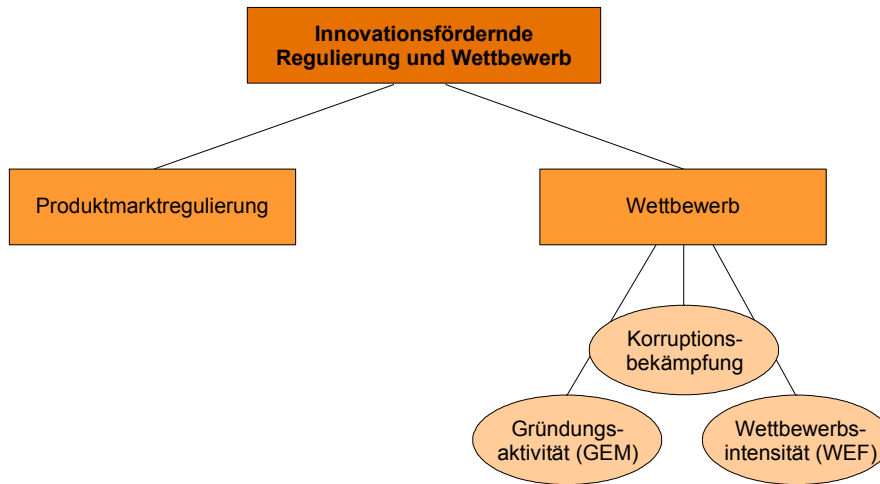 Innovationsfördernde
Regulierung und Wettbewerb
Produktmarktregulierung
Wettbewerb
Korruptions-
bekämpfung
Gründungs-
aktivität (GEM)
Wettbewerbs-
intensität (WEF)